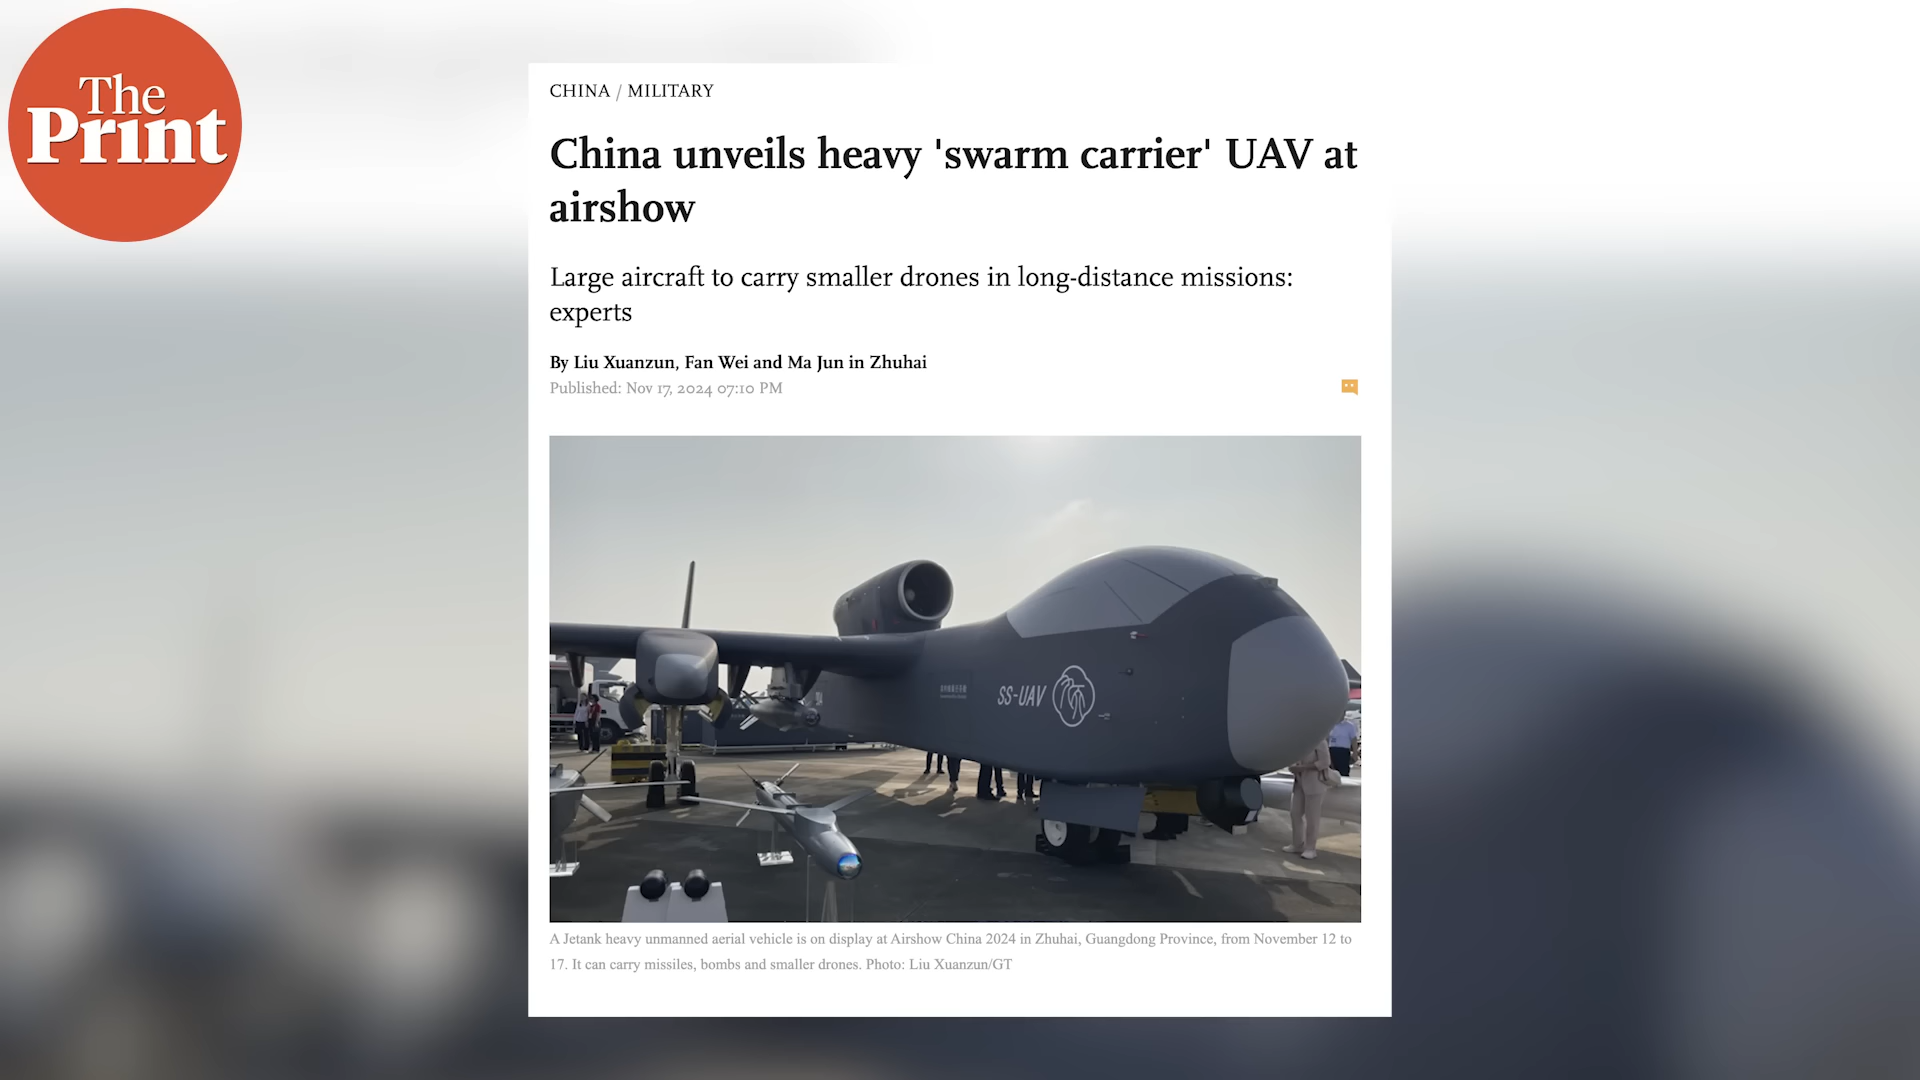 The
Print
CHINA / MILITARY
China unveils heavy 'swarm carrier' UAV at
airshow
Large aircraft to carry smaller drones in long-distance missions:
experts
By Liu Xuanzun, Fan Wei and Ma Jun in Zhuhai
Published: Nov 17, 2024 07:10 PM
SS-UAV
A Jetank heavy unmanned aerial vehicle is on display at Airshow China 2024 in Zhuhai, Guangdong Province, from November 12 to
17. It can carry missiles, bombs and smaller drones. Photo: Liu Xuanzun/GT